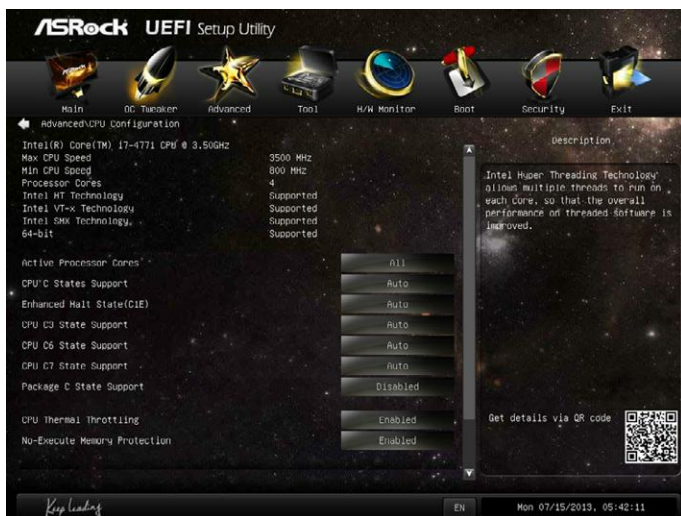 ASRock UEFI Setup Utility
Main OC Tweaker Advanced Tool H/W Monitor Boot Security Exit
Advanced\CPU Configuration
Description
Intel(R) Core(TM) i7-4771 CPU @ 3.50GHz
Max CPU Speed 3500 MHz
Min CPU Speed 800 MHz
Processor Cores 4
Intel HT Technology Supported
Intel VT-x Technology Supported
Intel SMX Technology Supported
64-bit Supported
Intel Hyper Threading Technology
allows multiple threads to run on
each core, so that the overall
performance on threaded software is
improved.
Active Processor Cores All
CPU C States Support Auto
Enhanced Halt State(C1E) Auto
CPU C3 State Support Auto
CPU C6 State Support Auto
CPU C7 State Support Auto
Package C State Support Disabled
CPU Thermal Throttling Enabled
No-Execute Memory Protection Enabled
Get details via QR code
Keep Leading
EN
Mon 07/15/2013, 05:42:11